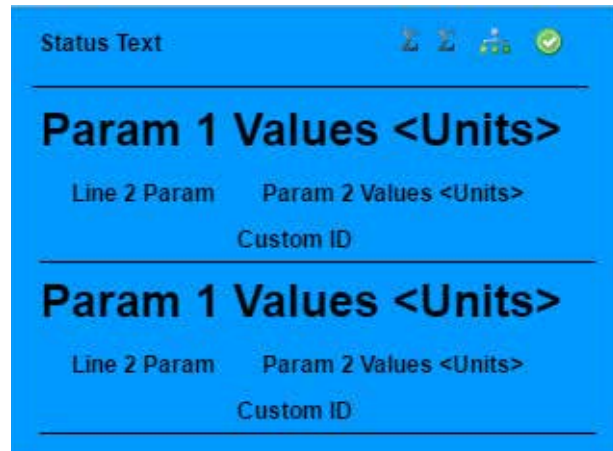 Status Text Σ Σ
Param 1 Values <Units>
Line 2 Param Param 2 Values <Units>
Custom ID
Param 1 Values <Units>
Line 2 Param Param 2 Values <Units>
Custom ID